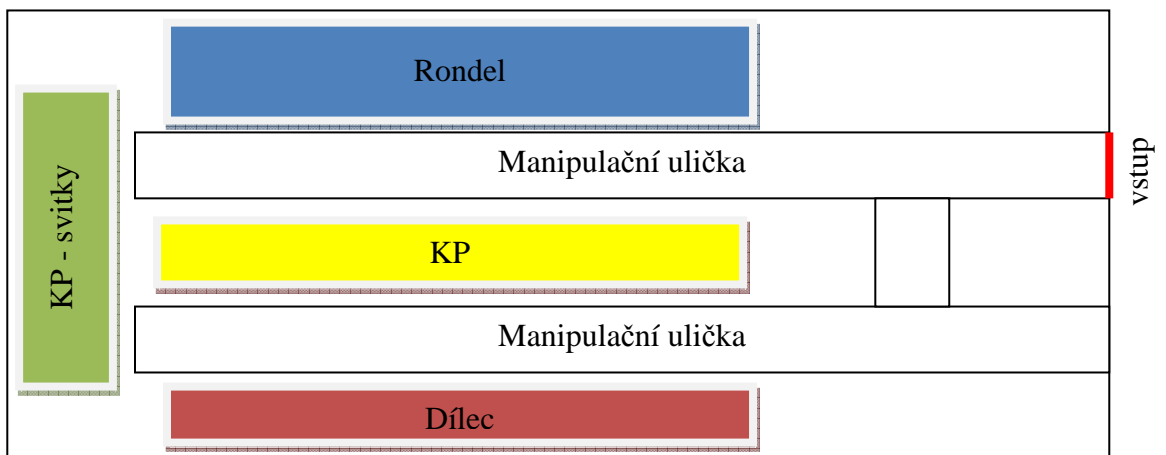 Rondel
Manipulační ulička
vstup
KP - svitky
KP
Manipulační ulička
Dílec